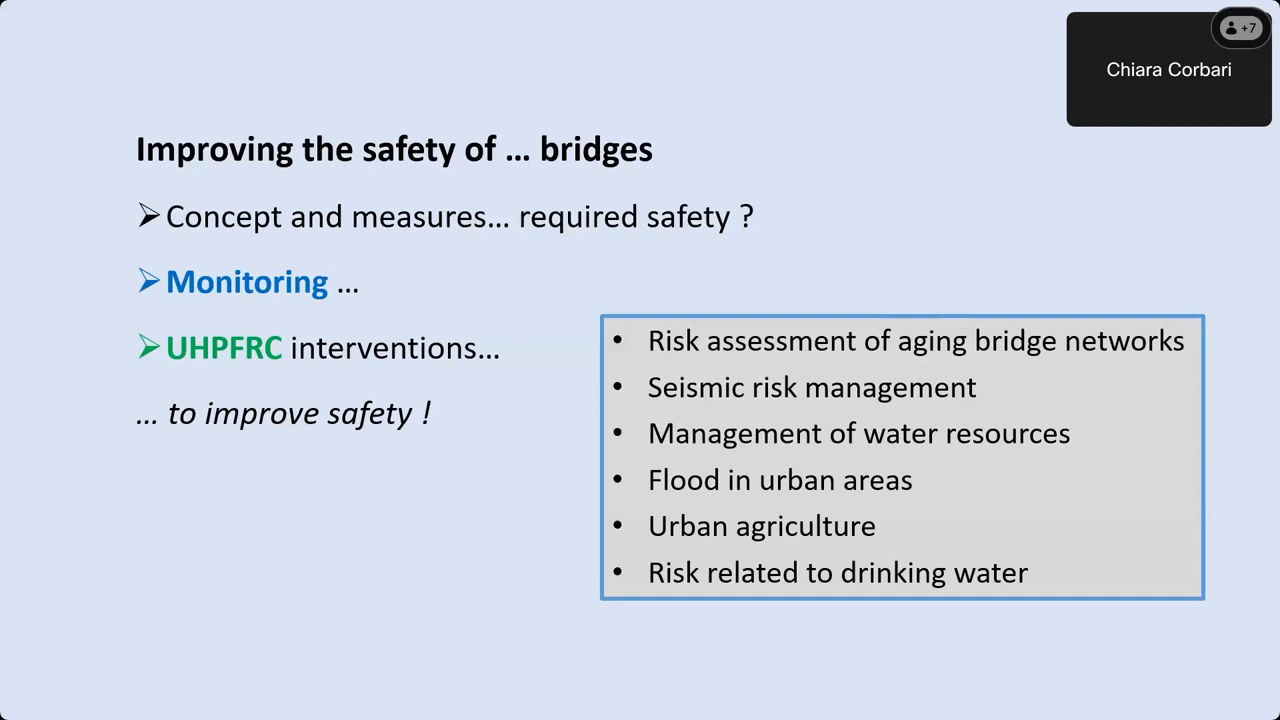 +7
Chiara Corbari
Improving the safety of … bridges
➢Concept and measures… required safety ?
➢Monitoring …
➢UHPFRC interventions…
… to improve safety !
• Risk assessment of aging bridge networks
• Seismic risk management
• Management of water resources
• Flood in urban areas
• Urban agriculture
• Risk related to drinking water